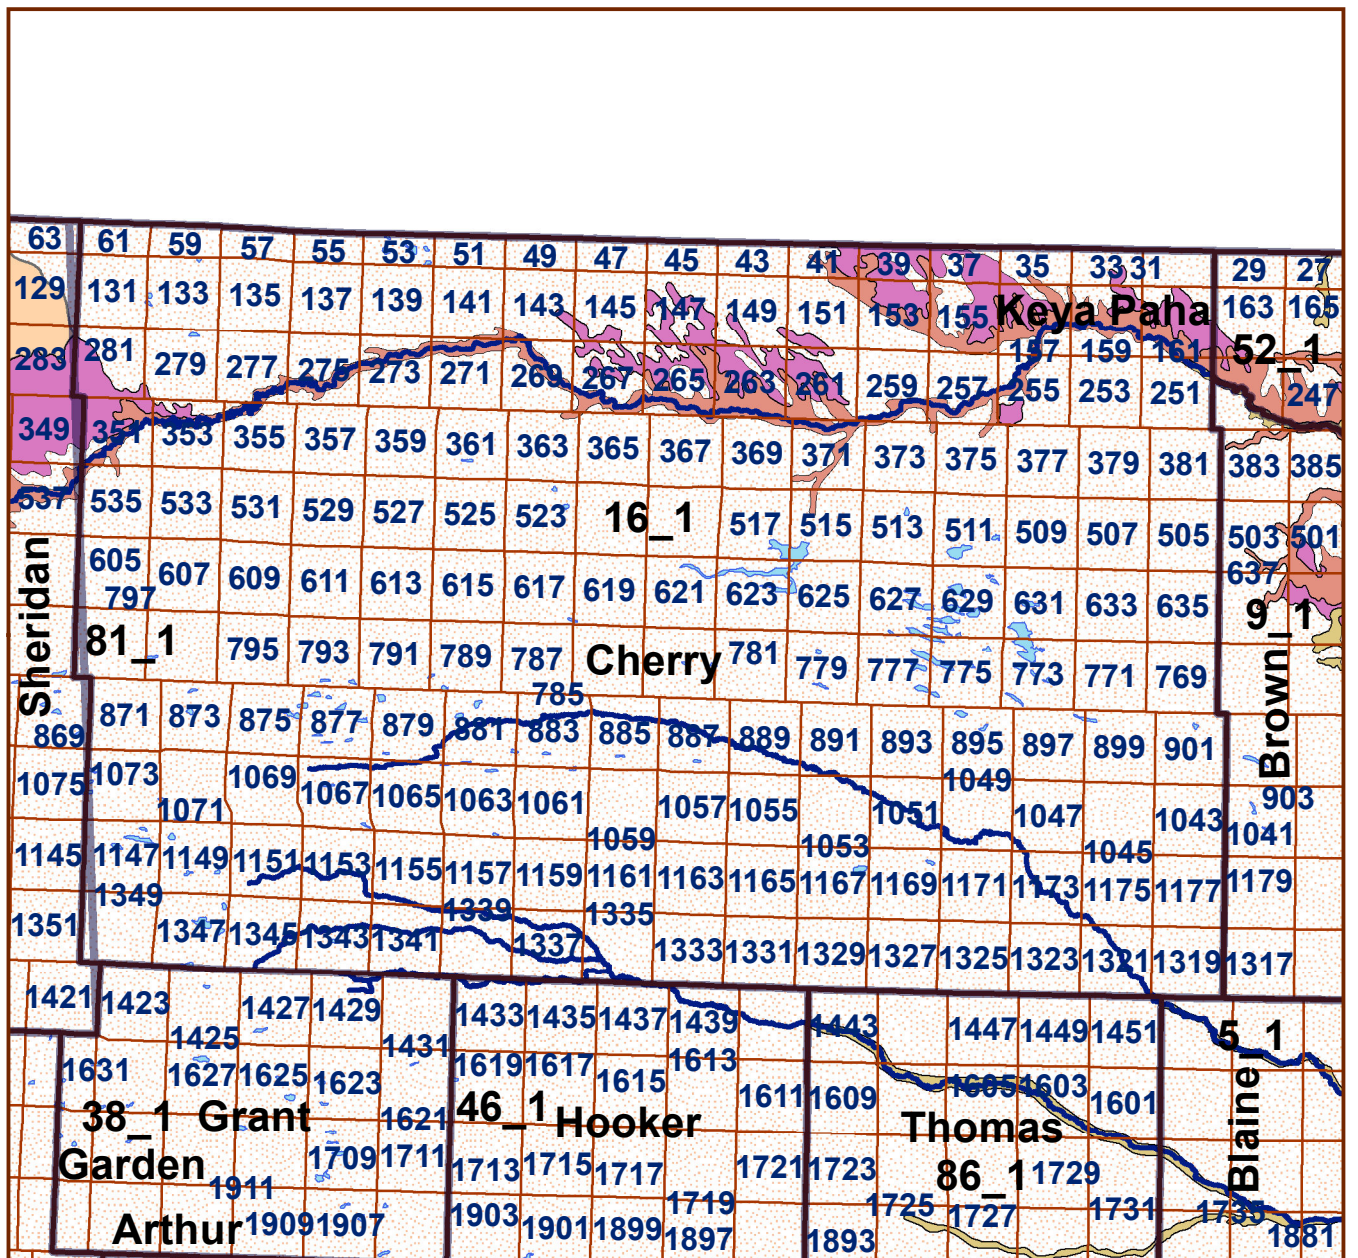 63 61 59 57 55 53 51 49 47 45 43 41 39 37 35 33 31 29 27
129 131 133 135 137 139 141 143 145 147 149 151 153 155 Keya Paha 163 165
283 281 279 277 275 273 271 269 267 265 263 261 259 257 157 159 161 52_1
255 253 251 247
349 351 353 355 357 359 361 363 365 367 369 371 373 375 377 379 381 383 385
537 535 533 531 529 527 525 523 16_1 517 515 513 511 509 507 505 503 501
605 607 609 611 613 615 617 619 621 623 625 627 629 631 633 635 637
797
Sheridan 81_1 795 793 791 789 787 Cherry 781 779 777 775 773 771 769 9_1
785
Brown
869 871 873 875 877 879 881 883 885 887 889 891 893 895 897 899 901
1075 1073 1071 1069 1067 1065 1063 1061 1059 1057 1055 1053 1051 1049 1047 1045 1043 1041 903
1145 1147 1149 1151 1153 1155 1157 1159 1161 1163 1165 1167 1169 1171 1173 1175 1177 1179
1351 1349 1347 1345 1343 1341 1339 1337 1335 1333 1331 1329 1327 1325 1323 1321 1319 1317
1421 1423 1425 1427 1429 1431 1433 1435 1437 1439 1443 1447 1449 1451 5_1
1631 1627 1625 1623 1621 1619 1617 1615 1613 1611 1609 1605 1603 1601
38_1 Grant 46_1 Hooker Thomas Blaine
Garden 1709 1711 1713 1715 1717 1719 1721 1723 86_1 1729
1725 1727 1731 1735
1911
Arthur 1909 1907 1903 1901 1899 1897 1893 1881